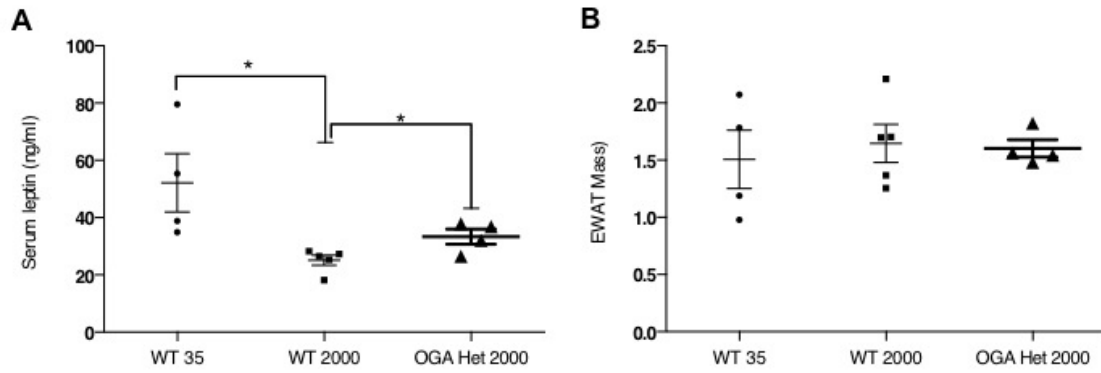 A
Serum leptin (ng/ml)
100
80
60
40
20
0
*
*
WT 35
WT 2000
OGA Het 2000
B
EWAT Mass)
2.5
2.0
1.5
1.0
0.5
0.0
WT 35
WT 2000
OGA Het 2000